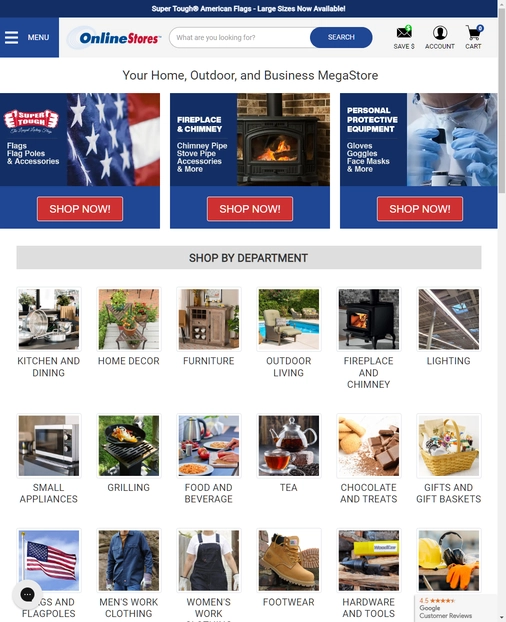 Super Tough® American Flags - Large Sizes Now Available!
MENU
OnlineStores™
What are you looking for?
SEARCH
SAVE $
ACCOUNT
0
CART
Your Home, Outdoor, and Business MegaStore
SUPER
TOUGH
Flags
Flag Poles
& Accessories
SHOP NOW!
FIREPLACE
& CHIMNEY
Chimney Pipe
Stove Pipe
Accessories
& More
SHOP NOW!
PERSONAL
PROTECTIVE
EQUIPMENT
Gloves
Goggles
Face Masks
& More
SHOP NOW!
SHOP BY DEPARTMENT
KITCHEN AND
DINING
HOME DECOR
FURNITURE
OUTDOOR
LIVING
FIREPLACE
AND
CHIMNEY
LIGHTING
SMALL
APPLIANCES
GRILLING
FOOD AND
BEVERAGE
TEA
CHOCOLATE
AND TREATS
GIFTS AND
GIFT BASKETS
GS AND
FLAGPOLES
MEN'S WORK
CLOTHING
WOMEN'S
WORK
FOOTWEAR
HARDWARE
AND TOOLS
4.5
Google
Customer Reviews